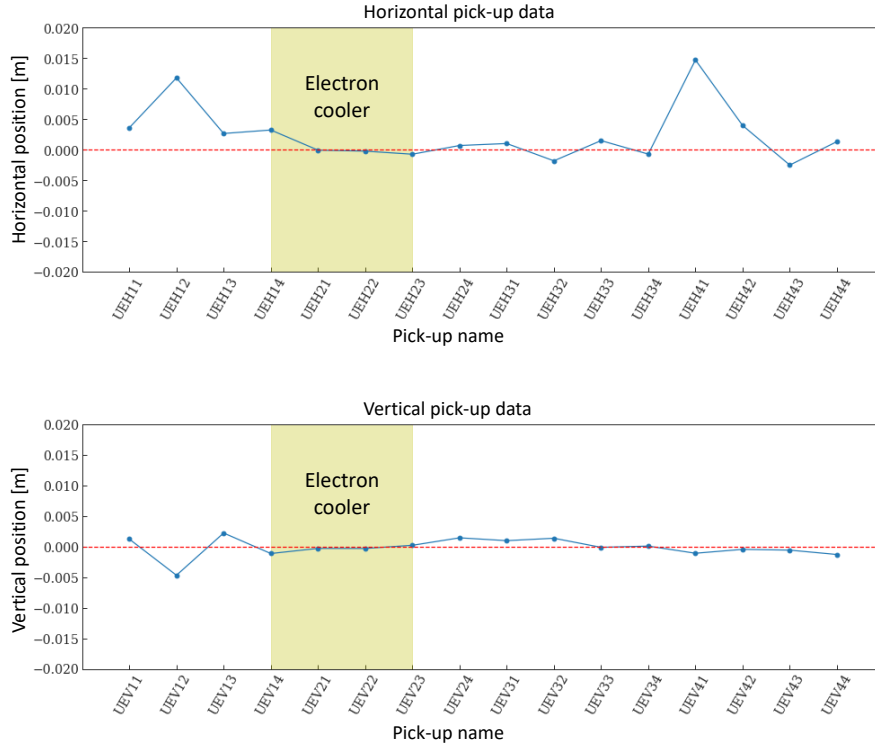 Horizontal pick-up data
Horizontal position [m]
0.020
0.015
0.010
0.005
0.000
−0.005
−0.010
−0.015
−0.020
Electron
cooler
UEH11
UEH12
UEH13
UEH14
UEH21
UEH22
UEH23
UEH24
UEH31
UEH32
UEH33
UEH34
UEH41
UEH42
UEH43
UEH44
Pick-up name
Vertical pick-up data
Vertical position [m]
0.020
0.015
0.010
0.005
0.000
−0.005
−0.010
−0.015
−0.020
Electron
cooler
UEV11
UEV12
UEV13
UEV14
UEV21
UEV22
UEV23
UEV24
UEV31
UEV32
UEV33
UEV34
UEV41
UEV42
UEV43
UEV44
Pick-up name